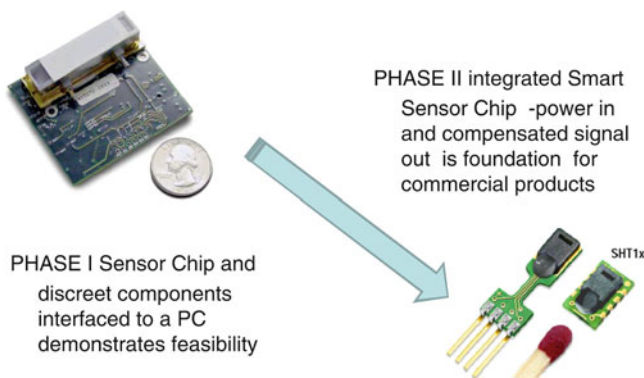 PHASE II integrated Smart
Sensor Chip -power in
and compensated signal
out is foundation for
commercial products
PHASE I Sensor Chip and
discreet components
interfaced to a PC
demonstrates feasibility
SHT1x